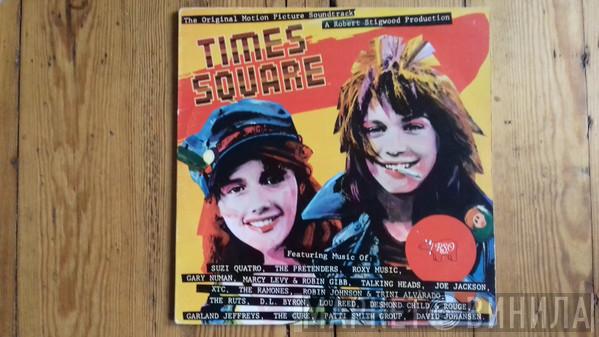 The Original Motion Picture Soundtrack
A Robert Stigwood Production
TIMES
SQUARE
RSO
Featuring Music Of
SUZI QUATRO, THE PRETENDERS, ROXY MUSIC,
GARY NUMAN, MARCY LEVY & ROBIN GIBB, TALKING HEADS, JOE JACKSON,
XTC, THE RAMONES, ROBIN JOHNSON & TRINI ALVARADO,
THE RUTS, D.L. BYRON, LOU REED, DESMOND CHILD & ROUGE,
GARLAND JEFFREYS, THE CURE, PATTI SMITH GROUP, DAVID JOHANSEN.
ВИНИЛА